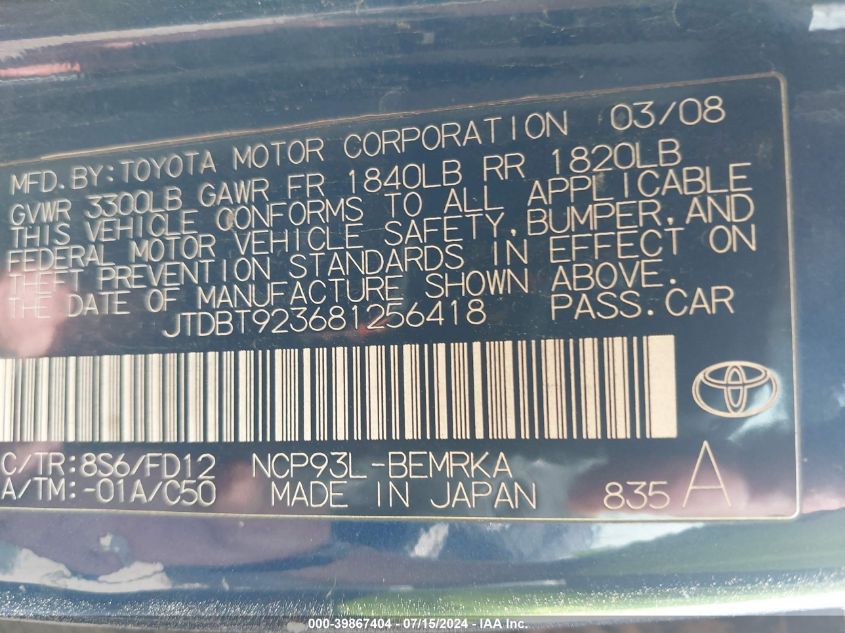 MFD.BY:TOYOTA MOTOR CORPORATION 03/08
GVWR 3300LB GAWR FR 1840LB RR 1820LB
THIS VEHICLE CONFORMS TO ALL APPLICABLE
FEDERAL MOTOR VEHICLE SAFETY,BUMPER,AND
THEFT PREVENTION STANDARDS IN EFFECT ON
THE DATE OF MANUFACTURE SHOWN ABOVE.
JTDBT923681256418 PASS.CAR
C/TR:8S6/FD12 NCP93L-BEMRKA
A/TM:-01A/C50 MADE IN JAPAN 835 A
000-39867404 - 07/15/2024 - IAA Inc.